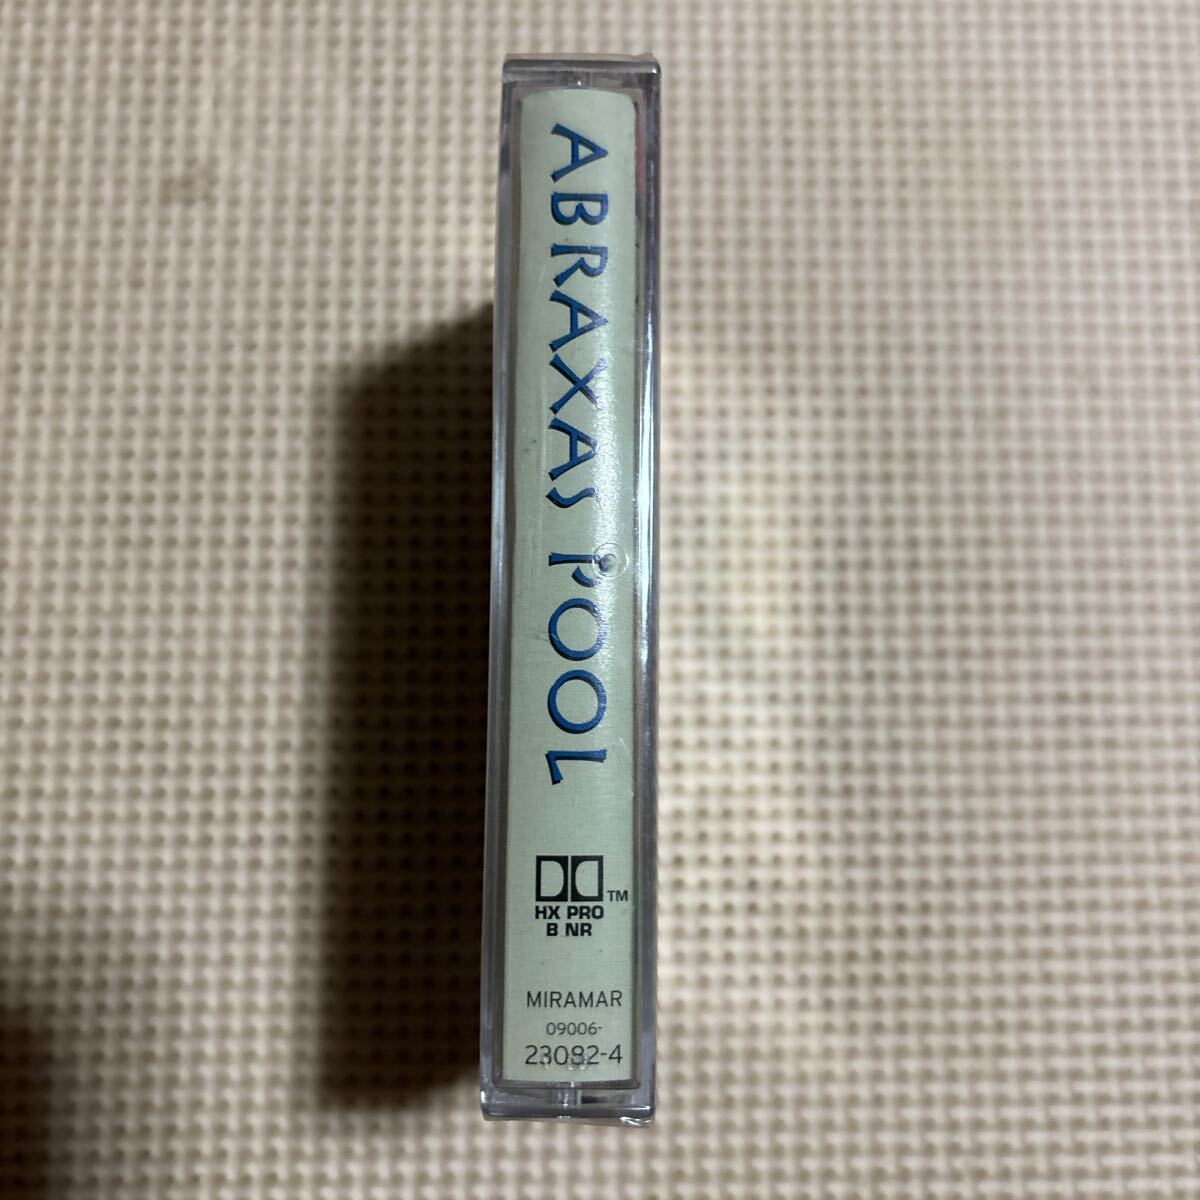 ABRAXAS POOL
TM
HX PRO
B NR
MIRAMAR
09006-
23082-4